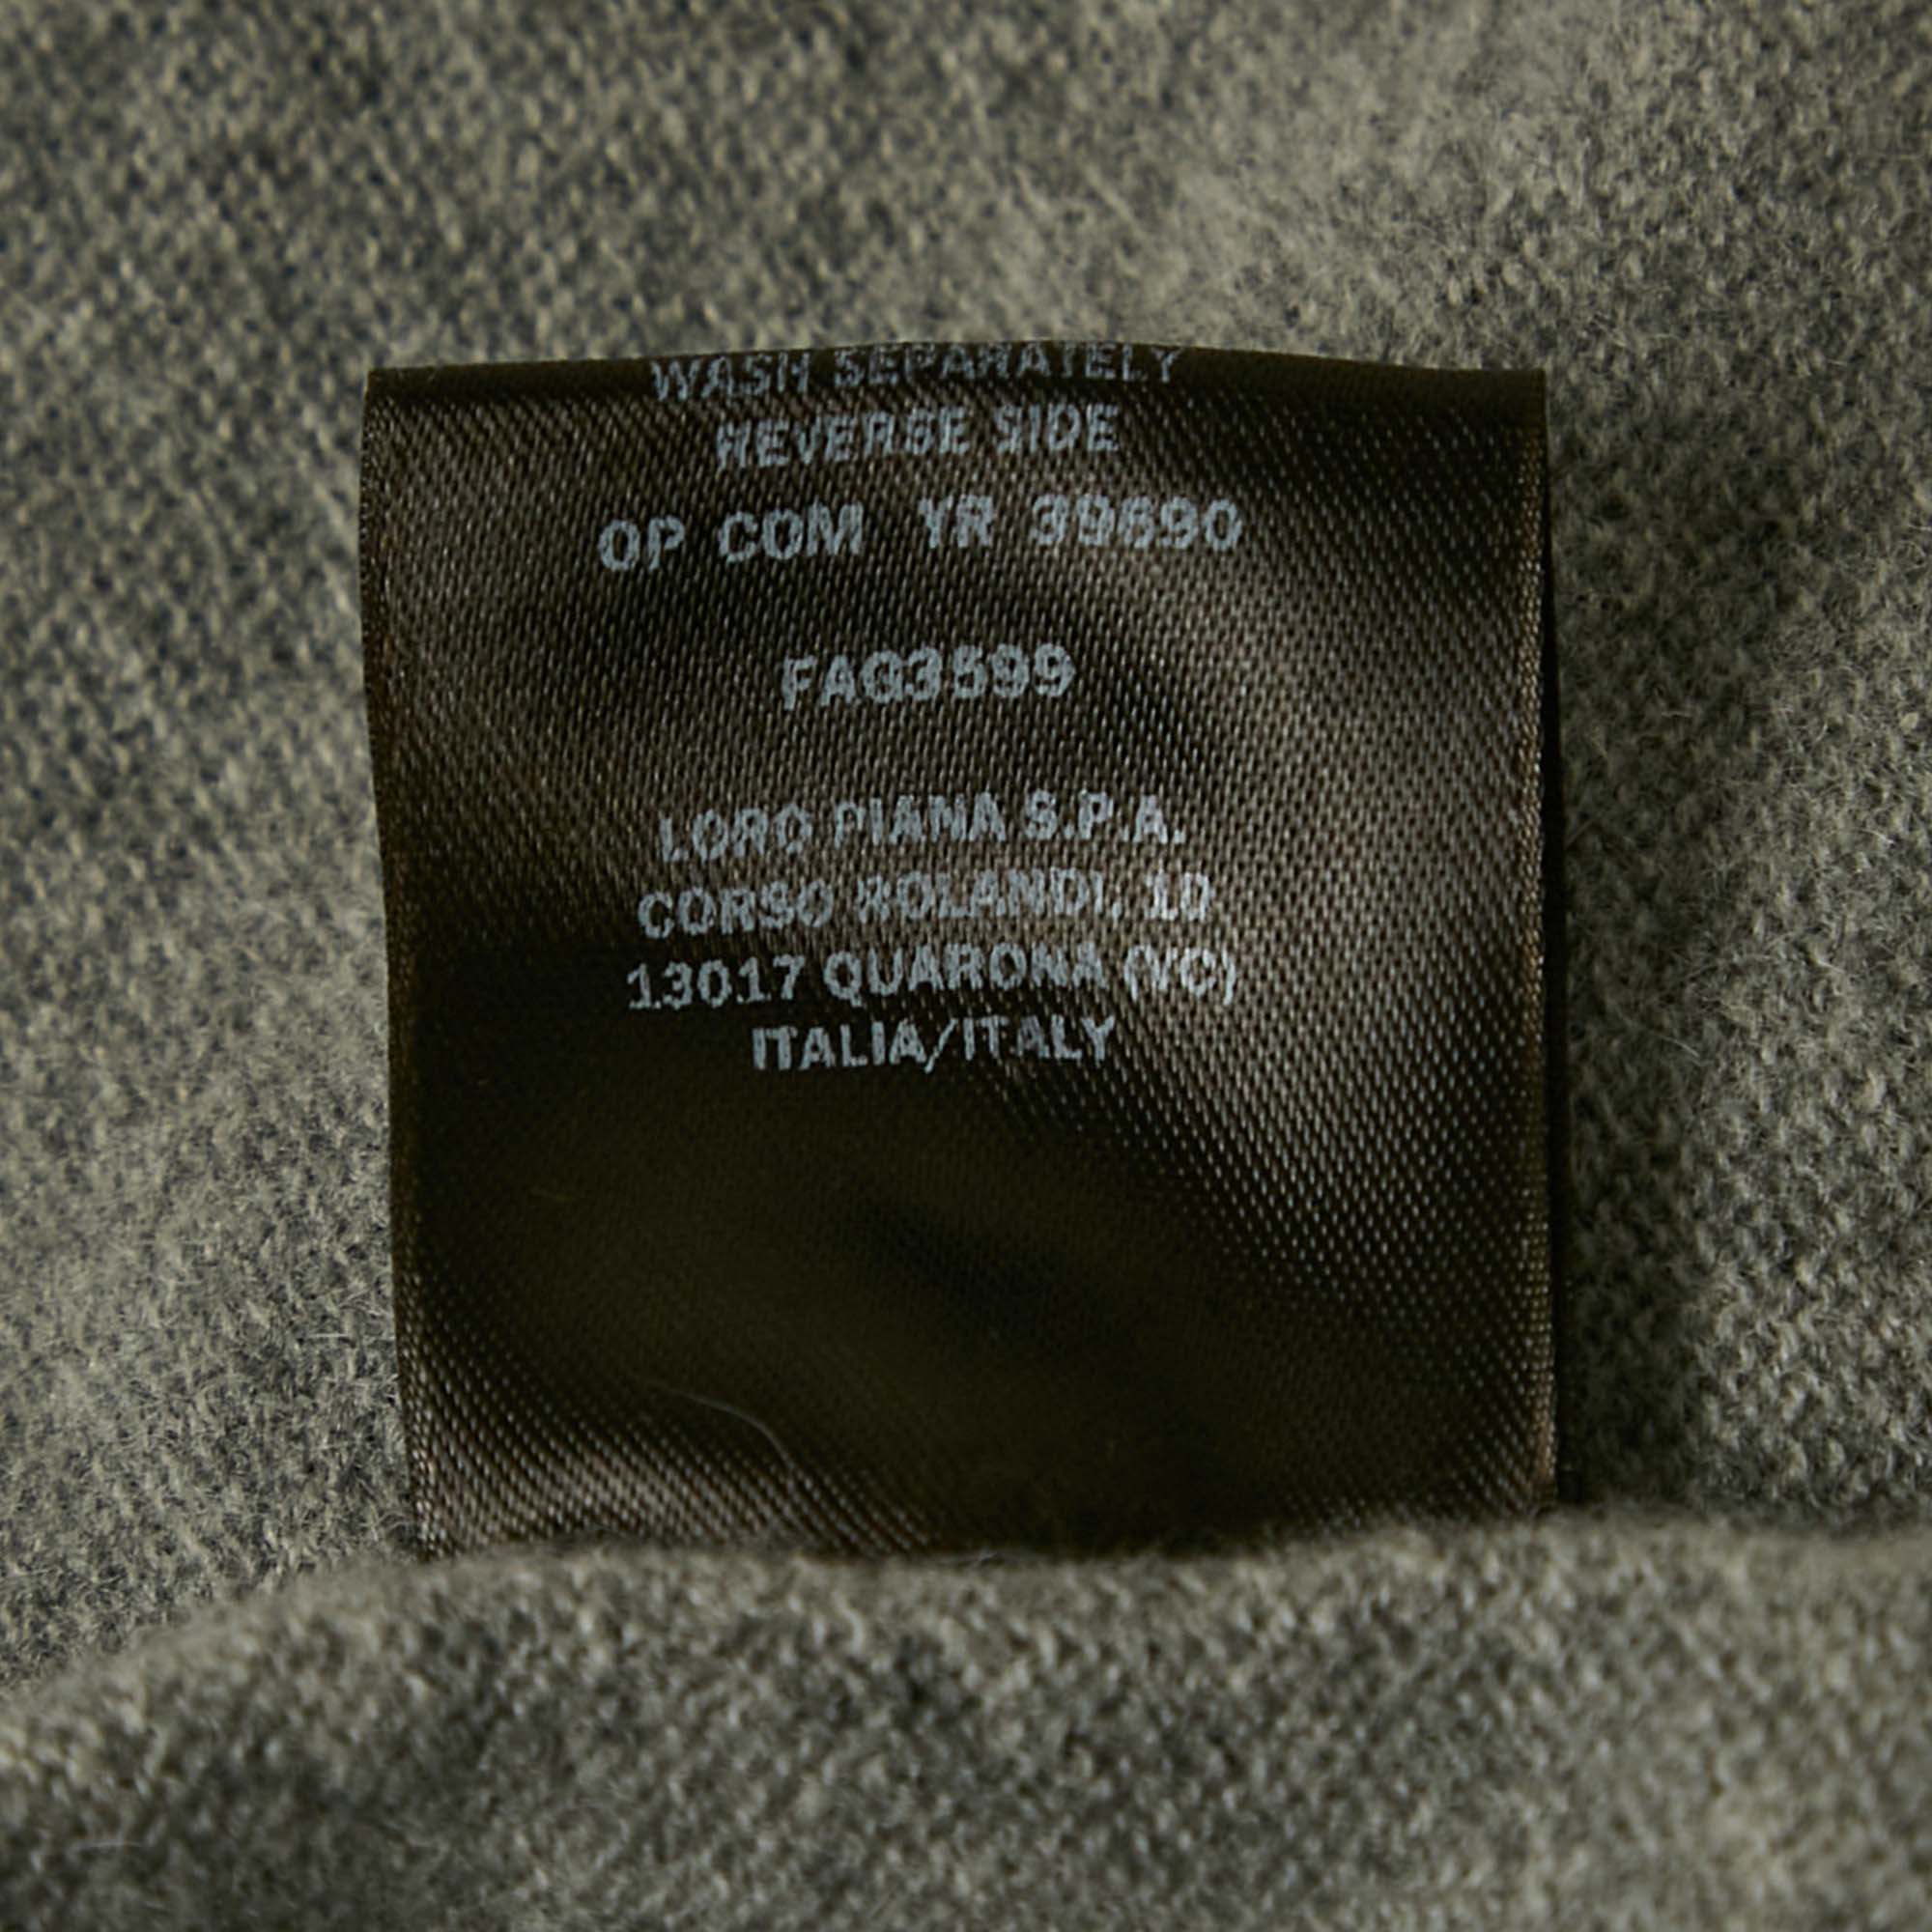 WASH SEPARATELY
REVERSE SIDE
OP COM YR 39690
FAG3599
LORO PIANA S.P.A.
CORSO ROLANDI, 10
13017 QUARONA (VC)
ITALIA/ITALY